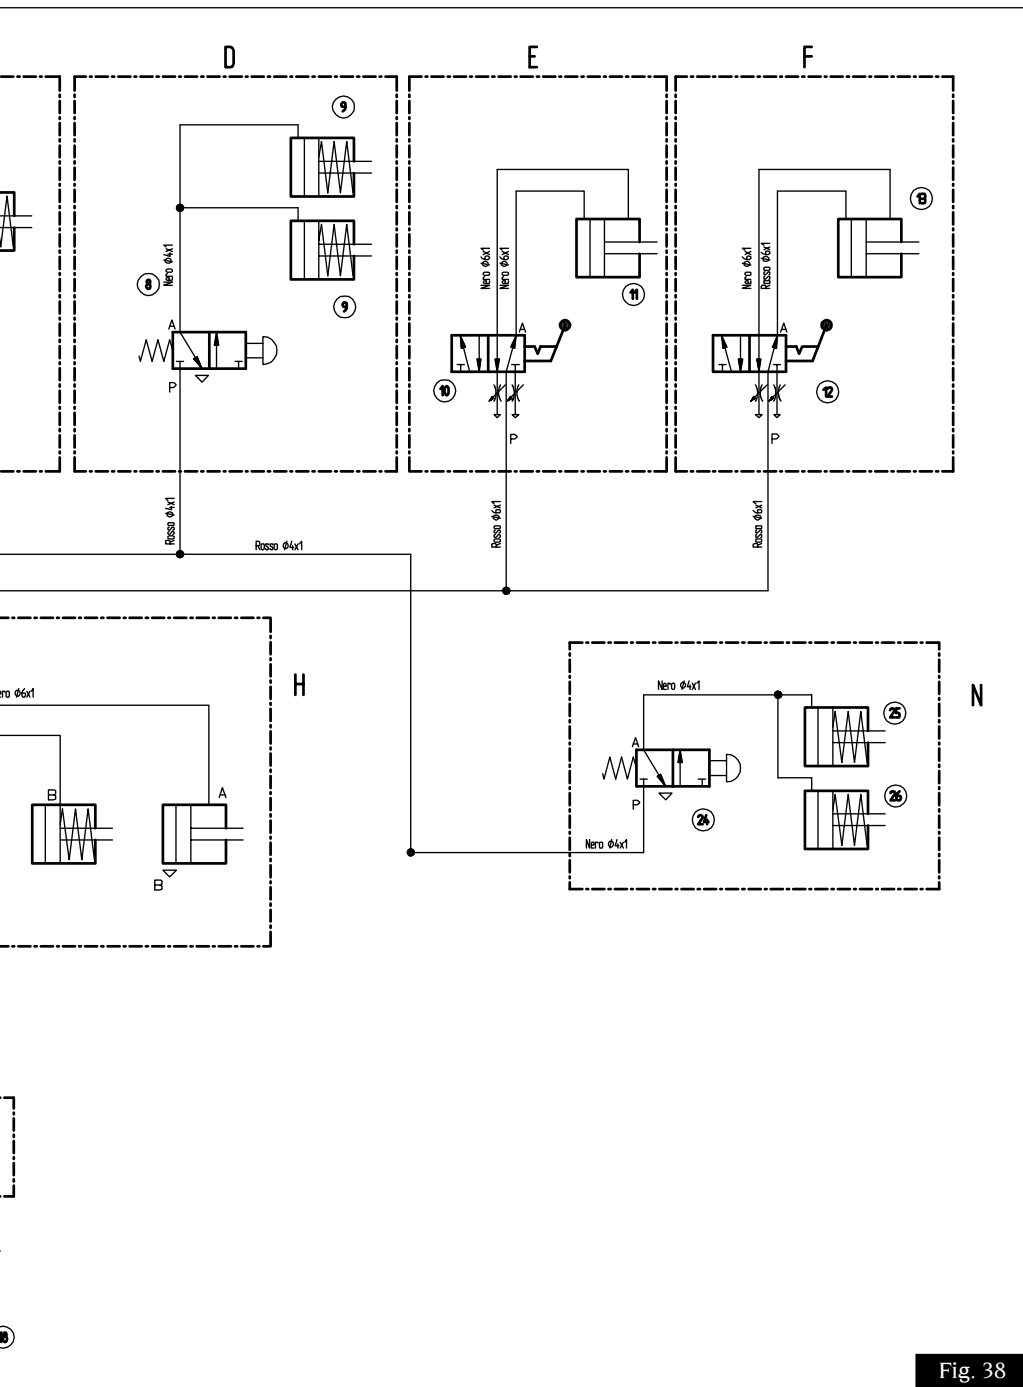 D
E
F
9
13
Nero Φ4x1
Nero Φ6x1
Nero Φ6x1
Nero Φ6x1
Rosso Φ6x1
8
9
11
A
A
A
P
10
12
P
P
Rosso Φ4x1
Rosso Φ6x1
Rosso Φ6x1
Rosso Φ4x1
H
N
Φ6x1
Nero Φ4x1
25
A
B
A
26
P
24
Nero Φ4x1
B
Fig. 38